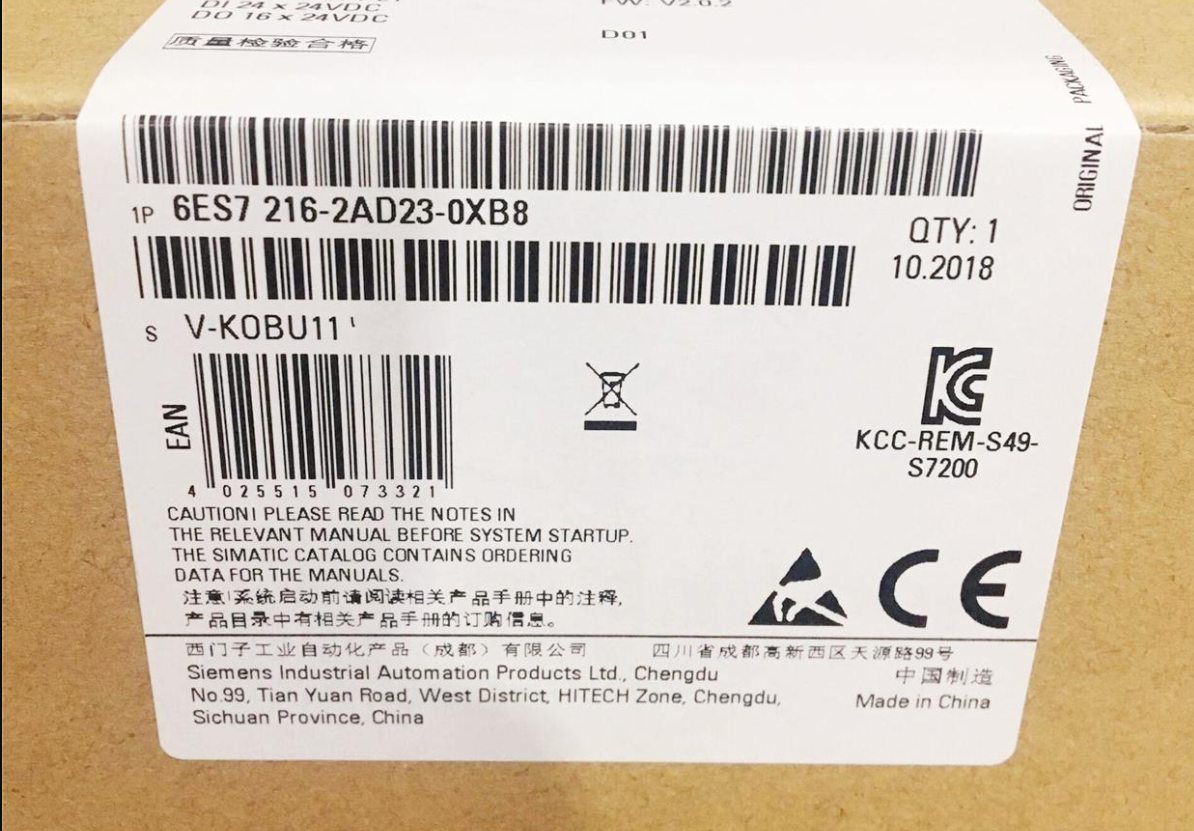 DI 24 x 24VDC
DO 16 x 24VDC
FW: V2.0.2
质量检验合格
D01
ORIGINAL PACKAGING
1P 6ES7 216-2AD23-0XB8
QTY: 1
10.2018
S V-KOBU11
EAN
4 025515 073321
KCC-REM-S49-
S7200
CAUTION! PLEASE READ THE NOTES IN
THE RELEVANT MANUAL BEFORE SYSTEM STARTUP.
THE SIMATIC CATALOG CONTAINS ORDERING
DATA FOR THE MANUALS.
注意!系统启动前请阅读相关产品手册中的注释,
产品目录中有相关产品手册的订购信息。
CE
西门子工业自动化产品（成都）有限公司 四川省成都高新西区天源路99号
Siemens Industrial Automation Products Ltd., Chengdu
中国制造
No.99, Tian Yuan Road, West District, HITECH Zone, Chengdu,
Made in China
Sichuan Province, China